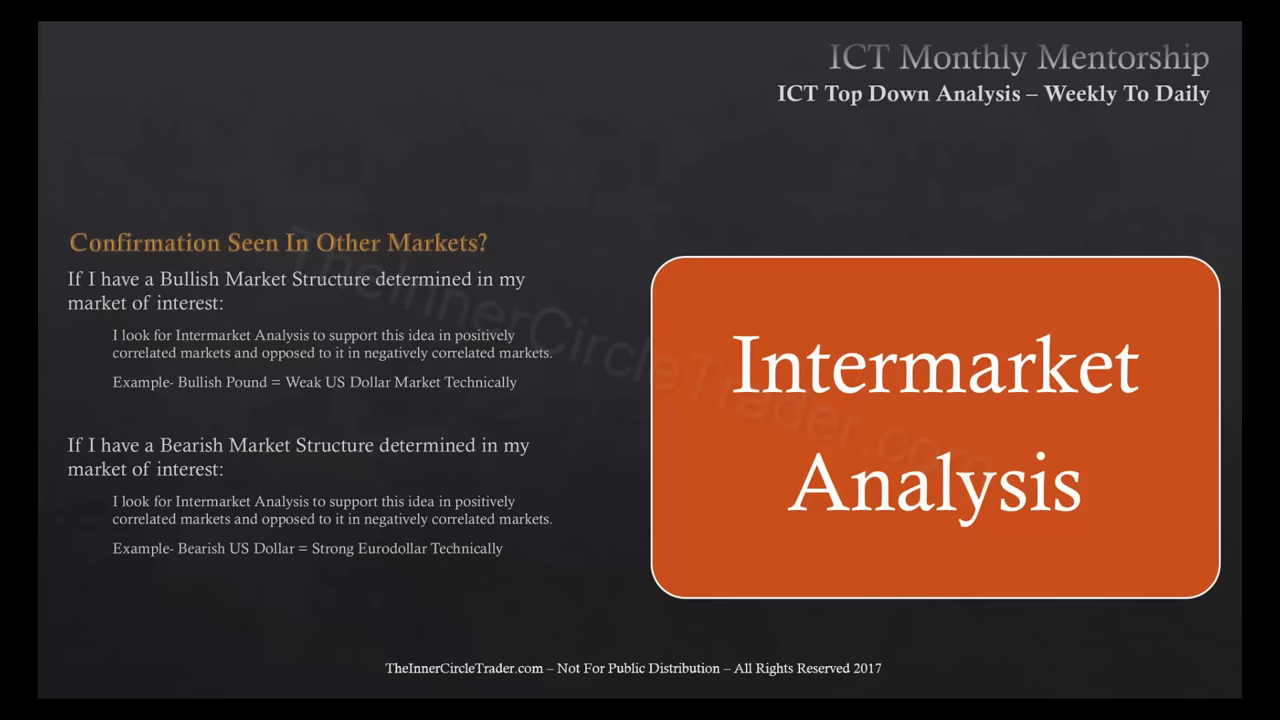 ICT Monthly Mentorship
ICT Top Down Analysis – Weekly To Daily
Confirmation Seen In Other Markets?
If I have a Bullish Market Structure determined in my
market of interest:
I look for Intermarket Analysis to support this idea in positively
correlated markets and opposed to it in negatively correlated markets.
Example- Bullish Pound = Weak US Dollar Market Technically
If I have a Bearish Market Structure determined in my
market of interest:
I look for Intermarket Analysis to support this idea in positively
correlated markets and opposed to it in negatively correlated markets.
Example- Bearish US Dollar = Strong Eurodollar Technically
Intermarket
Analysis
TheInnerCircleTrader.com
TheInnerCircleTrader.com – Not For Public Distribution – All Rights Reserved 2017